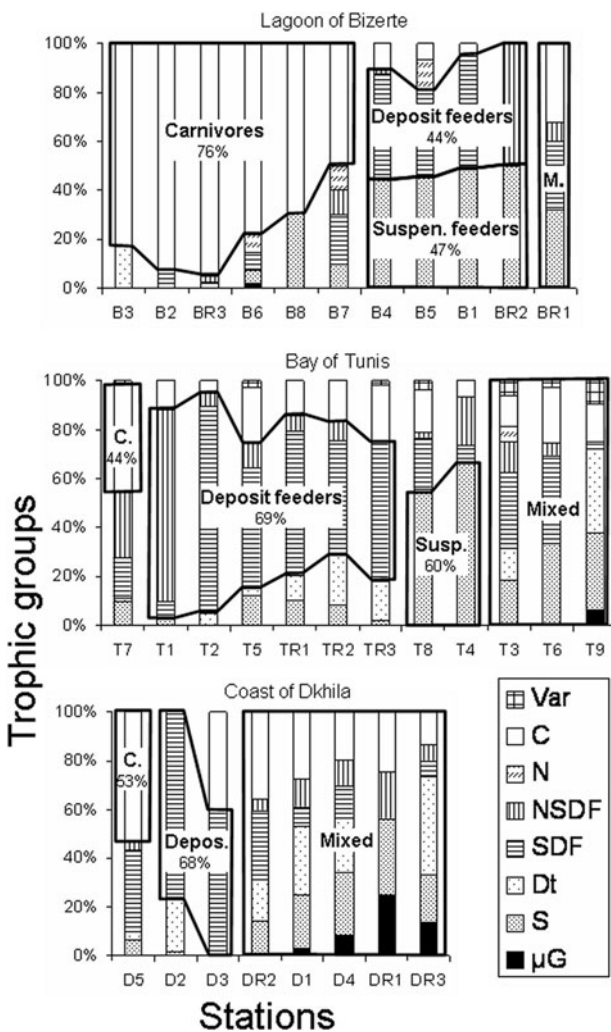 Lagoon of Bizerte
100%
80%
60%
40%
20%
0%
Carnivores
76%
Deposit feeders
44%
Suspen. feeders
47%
M.
B3 B2 BR3 B6 B8 B7 B4 B5 B1 BR2 BR1
Bay of Tunis
100%
80%
60%
40%
20%
0%
C.
44%
Deposit feeders
69%
Susp.
60%
Mixed
T7 T1 T2 T5 TR1 TR2 TR3 T8 T4 T3 T6 T9
Coast of Dkhila
100%
80%
60%
40%
20%
0%
C.
53%
Depos.
68%
Mixed
D5 D2 D3 DR2 D1 D4 DR1 DR3
Var
C
N
NSDF
SDF
Dt
S
µG
Trophic groups
Stations